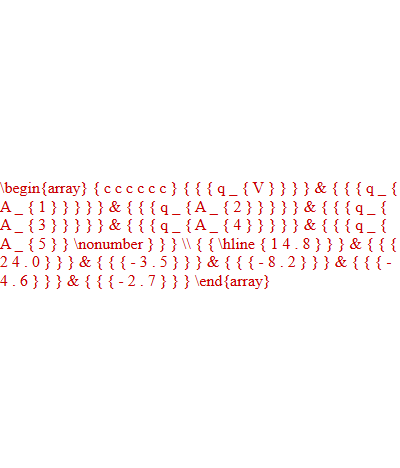 \begin{array} { c c c c c c } { { { q _ { V } } } } & { { { q _ {
A _ { 1 } } } } } & { { { q _ { A _ { 2 } } } } } & { { { q _ {
A _ { 3 } } } } } & { { { q _ { A _ { 4 } } } } } & { { { q _ {
A _ { 5 } } \nonumber } } } \\ { { \hline { 1 4 . 8 } } } & { { {
2 4 . 0 } } } & { { { - 3 . 5 } } } & { { { - 8 . 2 } } } & { { { -
4 . 6 } } } & { { { - 2 . 7 } } } \end{array}